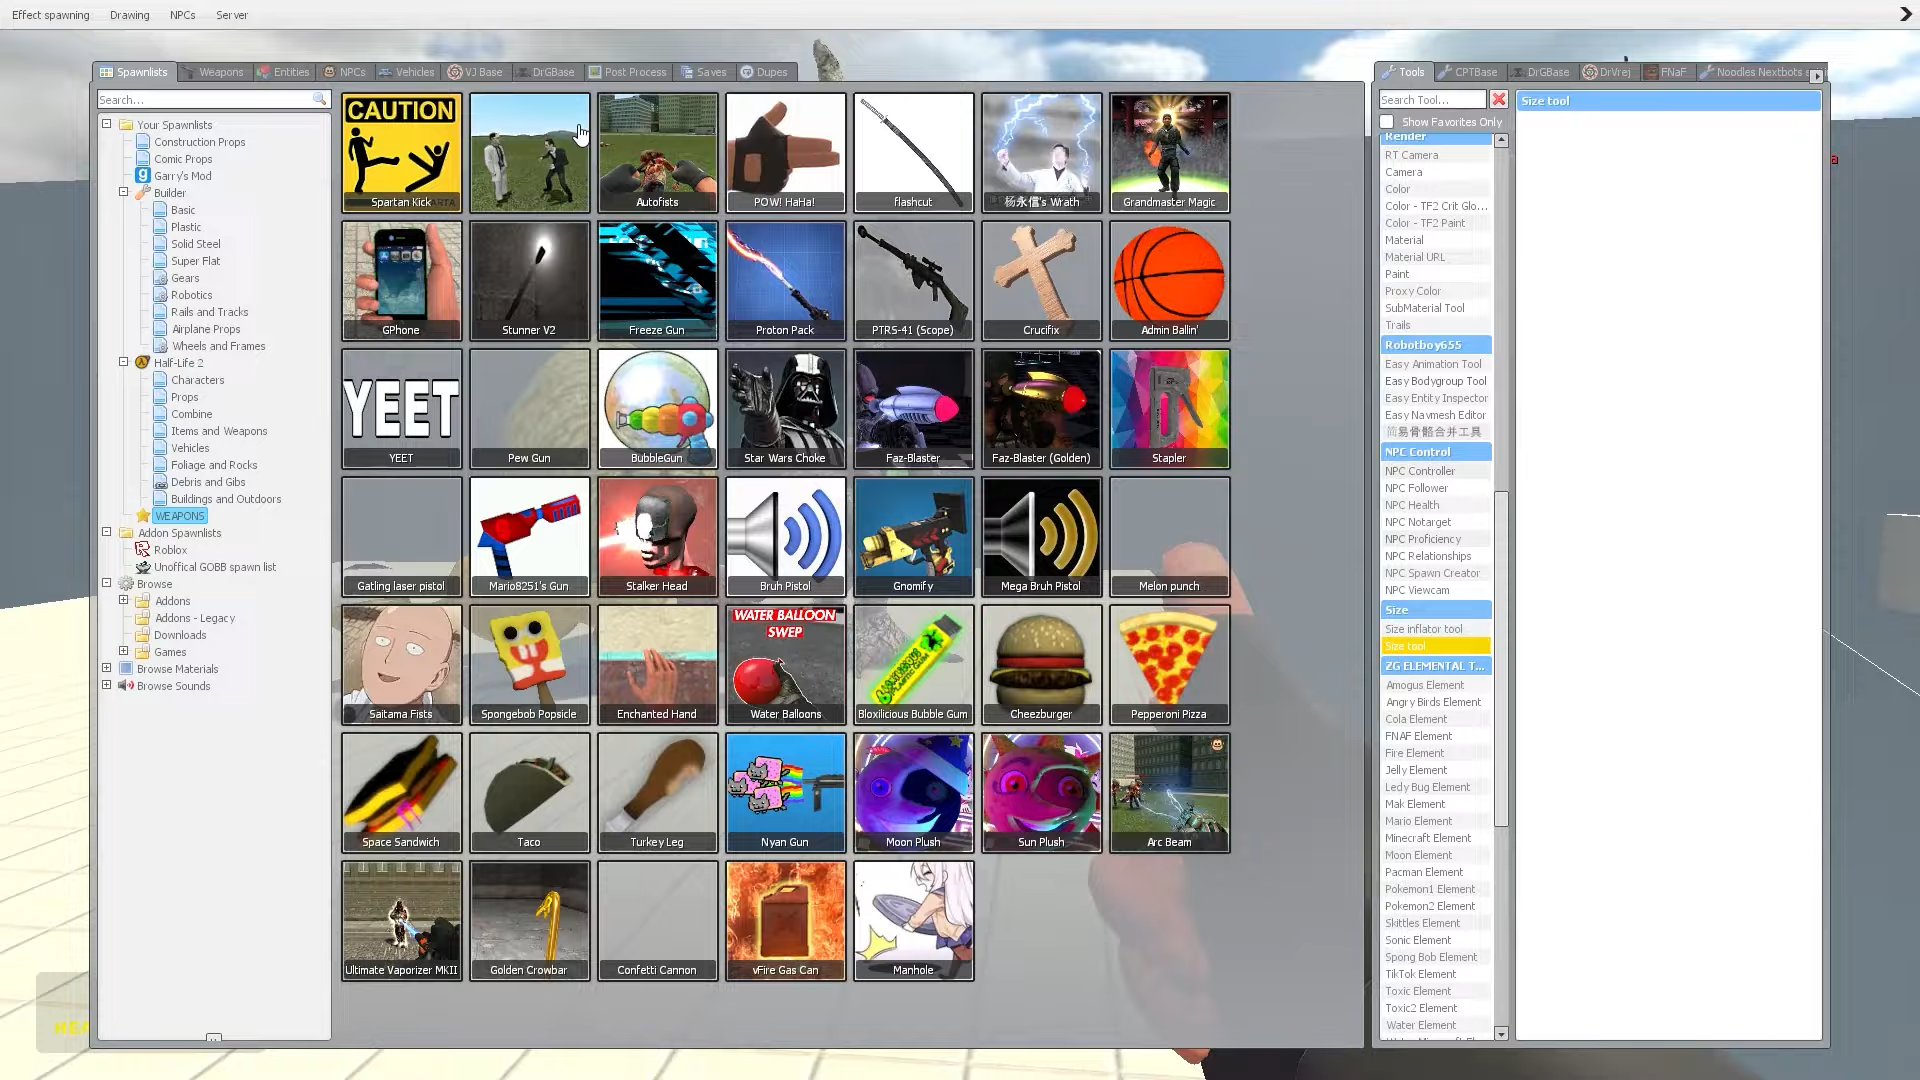 Effect spawning Drawing NPCs Server
Spawnlists Weapons Entities NPCs Vehicles VJ Base DrGBase Post Process Saves Dupes
Search...
Your Spawnlists
Construction Props
Comic Props
Garry's Mod
Builder
Basic
Plastic
Solid Steel
Super Flat
Gears
Robotics
Rails and Tracks
Airplane Props
Wheels and Frames
Half-Life 2
Characters
Props
Combine
Items and Weapons
Vehicles
Foliage and Rocks
Debris and Gibs
Buildings and Outdoors
WEAPONS
Addon Spawnlists
Roblox
Unoffical GOBB spawn list
Browse
Addons
Addons - Legacy
Downloads
Games
Browse Materials
Browse Sounds
CAUTION
Spartan Kick Autofists POW! HaHa! flashcut 杨永信's Wrath Grandmaster Magic
GPhone Stunner V2 Freeze Gun Proton Pack PTRS-41 (Scope) Crucifix Admin Ballin'
YEET
YEET Pew Gun BubbleGun Star Wars Choke Faz-Blaster Faz-Blaster (Golden) Stapler
Gatling laser pistol Mario8251's Gun Stalker Head Bruh Pistol Gnomify Mega Bruh Pistol Melon punch
WATER BALLOON
SWEP
Saitama Fists Spongebob Popsicle Enchanted Hand Water Balloons Bloxilicious Bubble Gum Cheezburger Pepperoni Pizza
Space Sandwich Taco Turkey Leg Nyan Gun Moon Plush Sun Plush Arc Beam
Ultimate Vaporizer MKII Golden Crowbar Confetti Cannon vFire Gas Can Manhole
Tools CPTBase DrGBase DrVrej FNaF Noodles Nextbots
Search Tool...
Show Favorites Only
Render
RT Camera
Camera
Color
Color - TF2 Crit Glo...
Color - TF2 Paint
Material
Material URL
Paint
Proxy Color
SubMaterial Tool
Trails
Robotboy655
Easy Animation Tool
Easy Bodygroup Tool
Easy Entity Inspector
Easy Navmesh Editor
简易骨骼合并工具
NPC Control
NPC Controller
NPC Follower
NPC Health
NPC Notarget
NPC Proficiency
NPC Relationships
NPC Spawn Creator
NPC Viewcam
Size
Size inflator tool
Size tool
ZG ELEMENTAL T...
Amogus Element
Angry Birds Element
Cola Element
FNAF Element
Fire Element
Jelly Element
Ledy Bug Element
Mak Element
Mario Element
Minecraft Element
Moon Element
Pacman Element
Pokemon1 Element
Pokemon2 Element
Skittles Element
Sonic Element
Spong Bob Element
TikTok Element
Toxic Element
Toxic2 Element
Water Element
Size tool